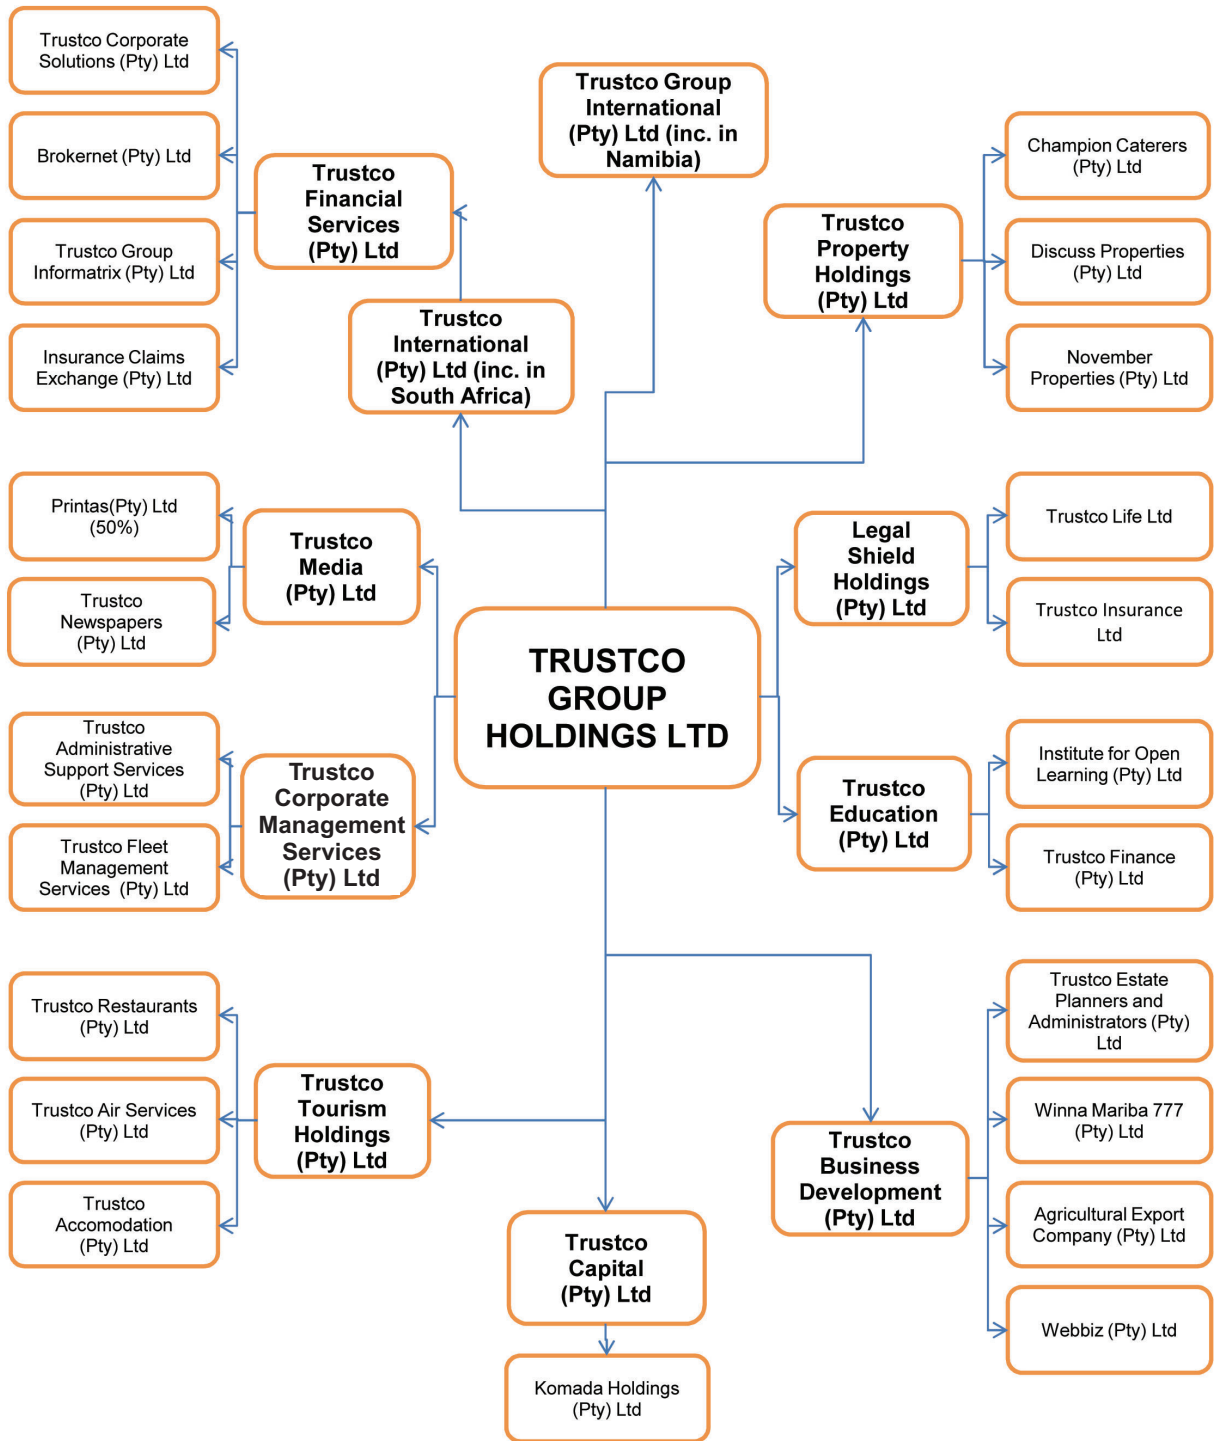 Trustco Corporate
Solutions (Pty) Ltd
Brokernet (Pty) Ltd
Trustco Group
Informatrix (Pty) Ltd
Insurance Claims
Exchange (Pty) Ltd
Trustco
Financial
Services
(Pty) Ltd
Trustco
International
(Pty) Ltd (inc. in
South Africa)
Trustco Group
International
(Pty) Ltd (inc. in
Namibia)
Trustco
Property
Holdings
(Pty) Ltd
Champion Caterers
(Pty) Ltd
Discuss Properties
(Pty) Ltd
November
Properties (Pty) Ltd
Printas(Pty) Ltd
(50%)
Trustco
Newspapers
(Pty) Ltd
Trustco
Media
(Pty) Ltd
Legal
Shield
Holdings
(Pty) Ltd
Trustco Life Ltd
Trustco Insurance
Ltd
TRUSTCO
GROUP
HOLDINGS LTD
Trustco
Administrative
Support Services
(Pty) Ltd
Trustco Fleet
Management
Services (Pty) Ltd
Trustco
Corporate
Management
Services
(Pty) Ltd
Trustco
Education
(Pty) Ltd
Institute for Open
Learning (Pty) Ltd
Trustco Finance
(Pty) Ltd
Trustco Restaurants
(Pty) Ltd
Trustco Air Services
(Pty) Ltd
Trustco
Accomodation
(Pty) Ltd
Trustco
Tourism
Holdings
(Pty) Ltd
Trustco
Capital
(Pty) Ltd
Komada Holdings
(Pty) Ltd
Trustco
Business
Development
(Pty) Ltd
Trustco Estate
Planners and
Administrators (Pty)
Ltd
Winna Mariba 777
(Pty) Ltd
Agricultural Export
Company (Pty) Ltd
Webbiz (Pty) Ltd